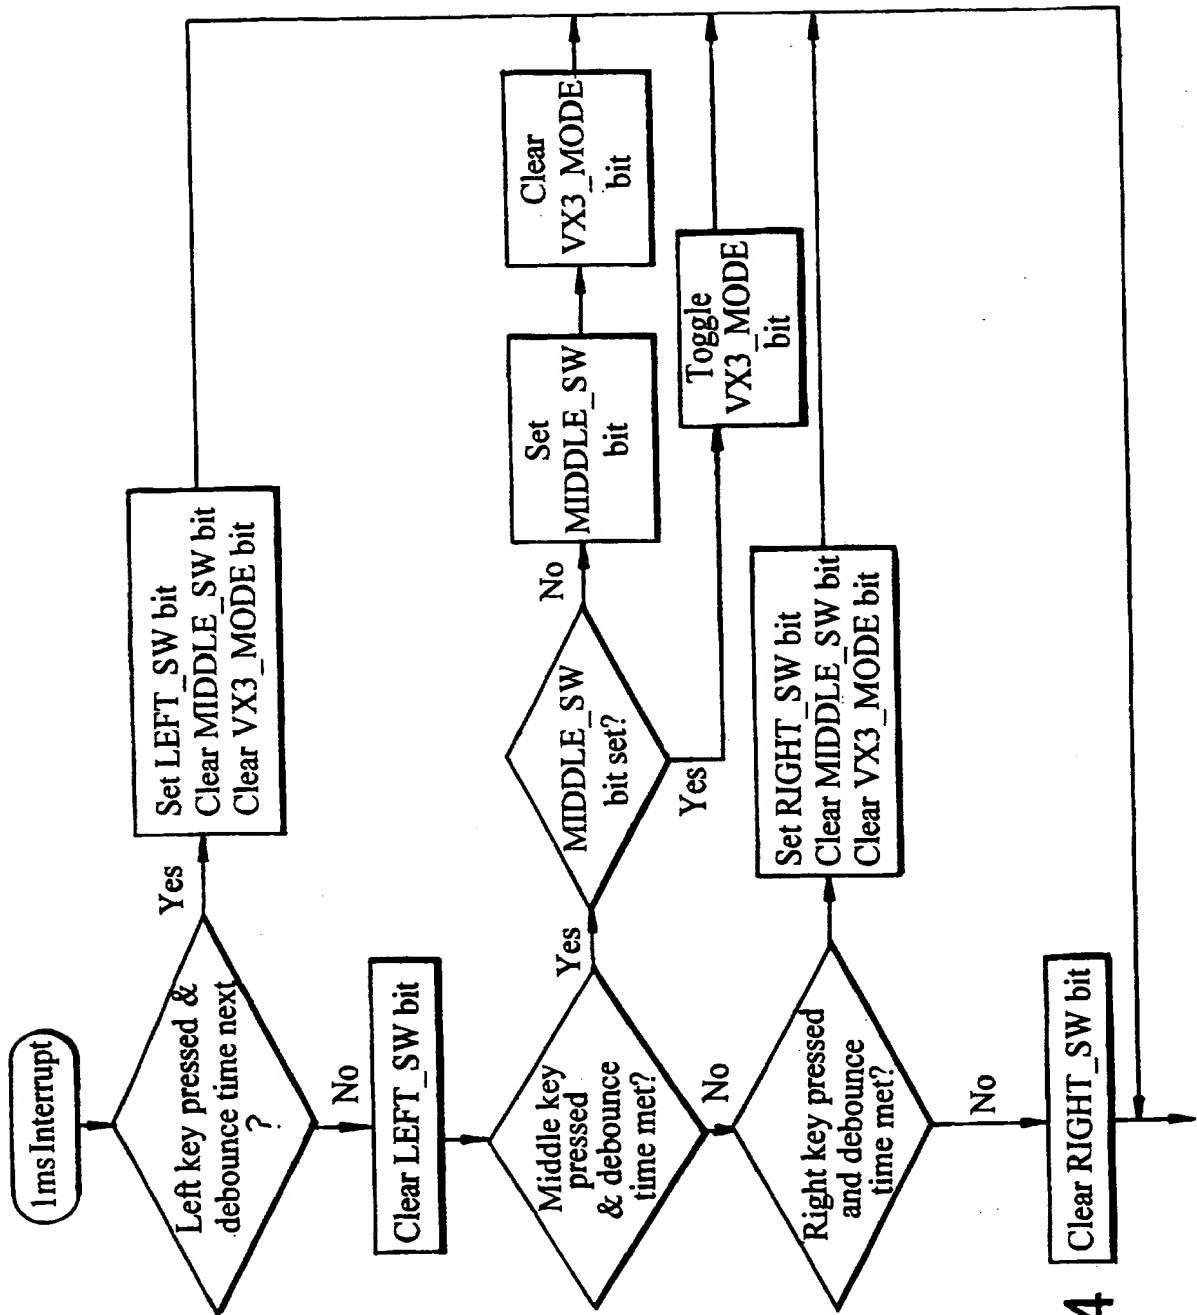 1ms Interrupt
Left key pressed &
debounce time next
?
Yes
Set LEFT_SW bit
Clear MIDDLE_SW bit
Clear VX3_MODE bit
No
Clear LEFT_SW bit
Middle key
pressed
& debounce
time met?
Yes
MIDDLE_SW
bit set?
No
Set
MIDDLE_SW
bit
Clear
VX3_MODE
bit
Yes
Toggle
VX3_MODE
bit
No
Right key pressed
and debounce
time met?
Set RIGHT_SW bit
Clear MIDDLE_SW bit
Clear VX3_MODE bit
No
Clear RIGHT_SW bit
4